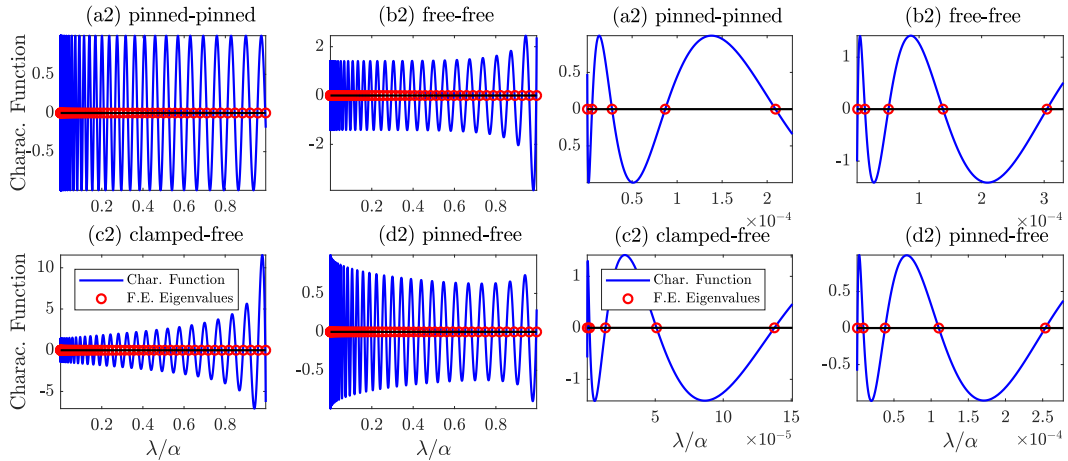 (a2) pinned-pinned
(b2) free-free
(a2) pinned-pinned
(b2) free-free
Charac. Function
0.5
0
-0.5
0.2 0.4 0.6 0.8
2
0
-2
0.2 0.4 0.6 0.8
0.5
0
0.5
0 1 2
×10⁻⁴
1
0
-1
1 2 3
×10⁻⁴
(c2) clamped-free
(d2) pinned-free
(c2) clamped-free
(d2) pinned-free
Charac. Function
10
5
0
-5
Char. Function
F.E. Eigenvalues
0.2 0.4 0.6 0.8
λ/α
0.5
0
-0.5
0.2 0.4 0.6 0.8
λ/α
1
0
-1
Char. Function
F.E. Eigenvalues
5 10 15
λ/α
×10⁻⁵
0.5
0
-0.5
0.5 1 1.5 2 2.5
λ/α
×10⁻⁴